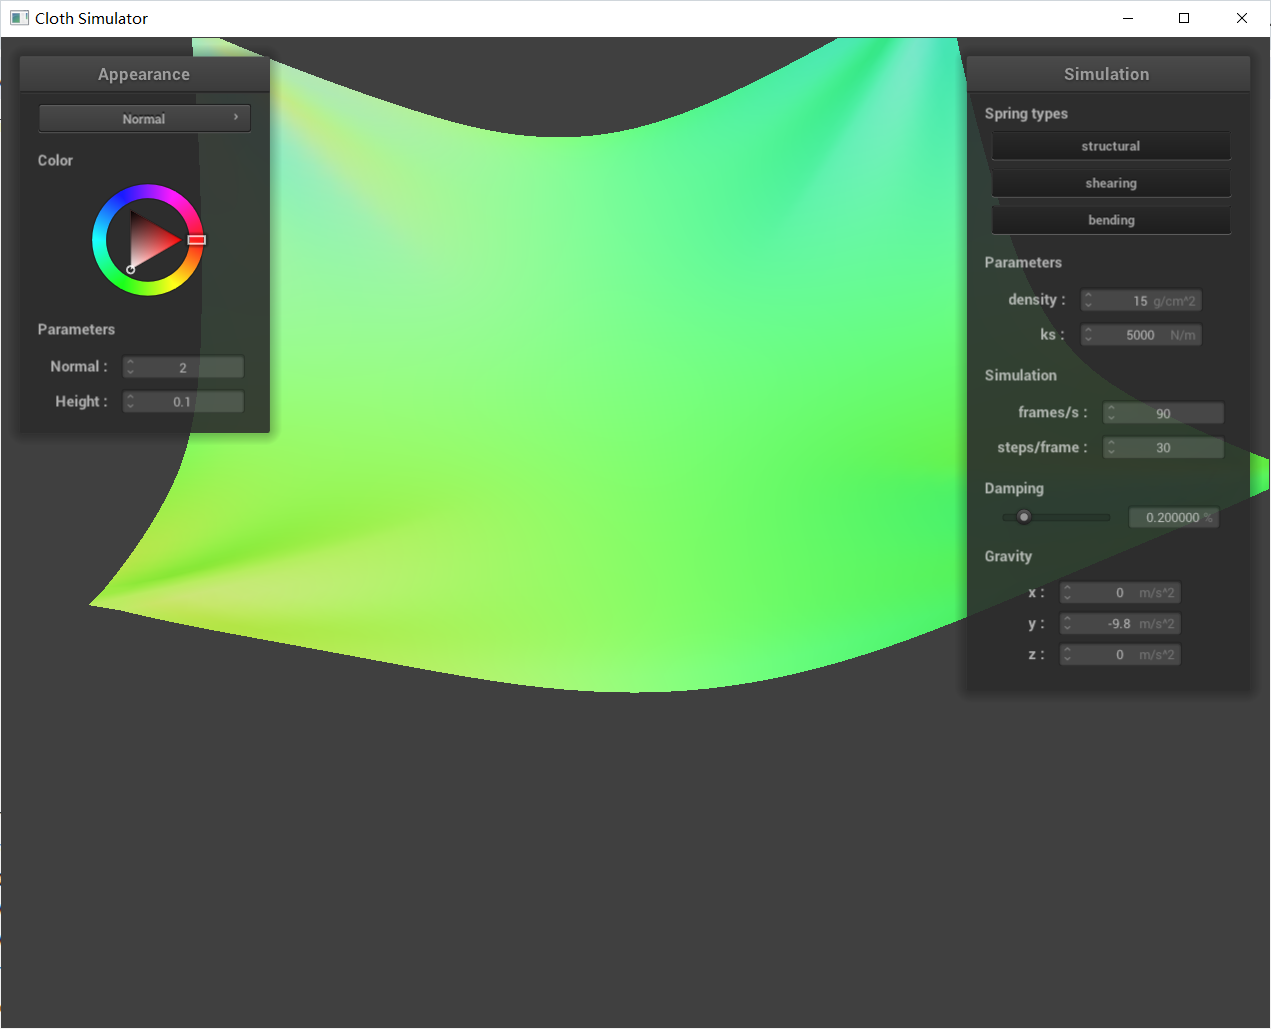 Cloth Simulator
Appearance
Normal
Color
Parameters
Normal : 2
Height : 0.1
Simulation
Spring types
structural
shearing
bending
Parameters
density : 15 g/cm^2
ks : 5000 N/m
Simulation
frames/s : 90
steps/frame : 30
Damping
0.200000 %
Gravity
x : 0 m/s^2
y : -9.8 m/s^2
z : 0 m/s^2